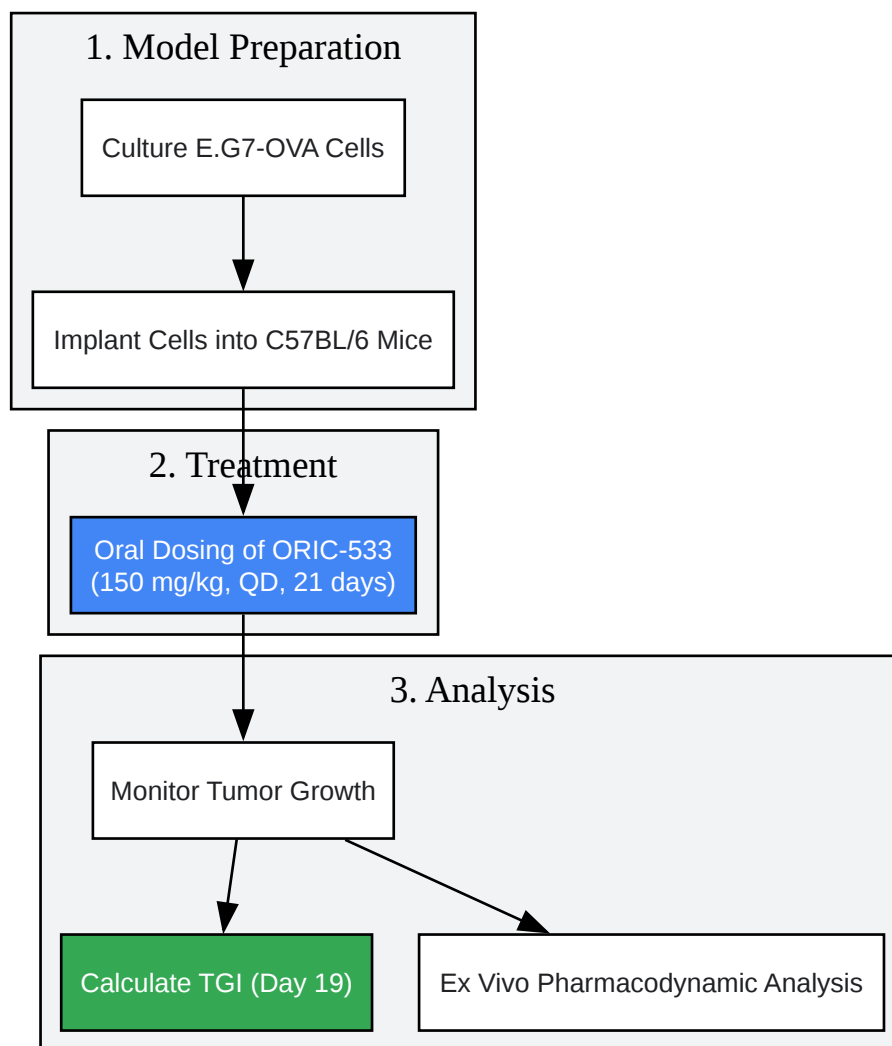 1. Model Preparation
Culture E.G7-OVA Cells
Implant Cells into C57BL/6 Mice
2. Treatment
Oral Dosing of ORIC-533
(150 mg/kg, QD, 21 days)
3. Analysis
Monitor Tumor Growth
Calculate TGI (Day 19)
Ex Vivo Pharmacodynamic Analysis